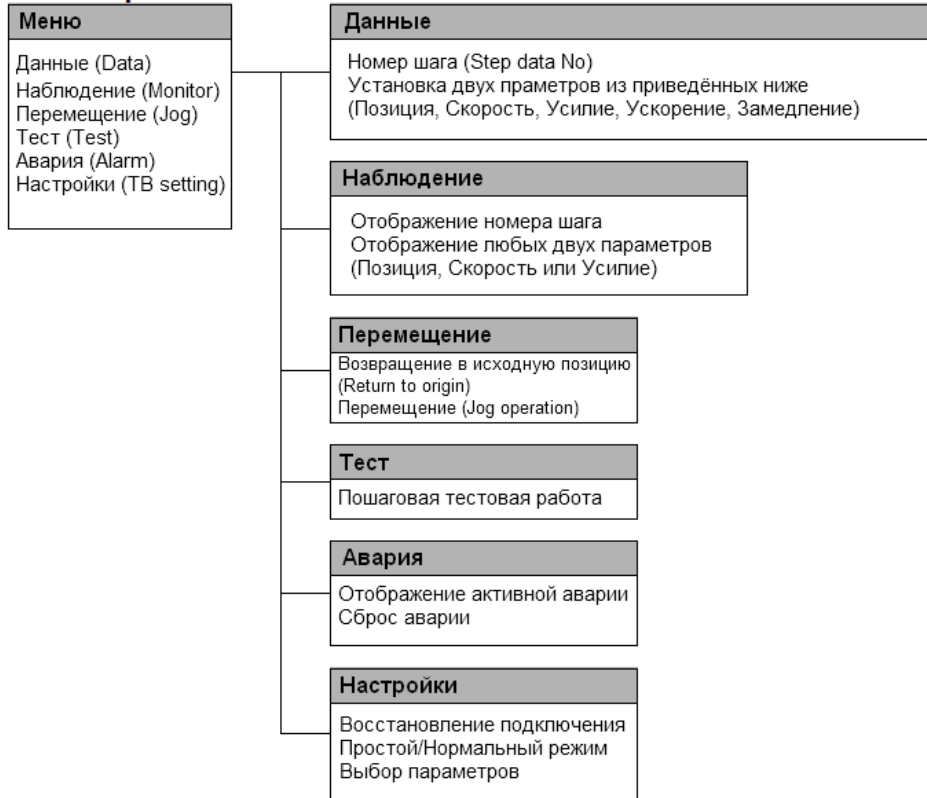 Меню
Данные (Data)
Наблюдение (Monitor)
Перемещение (Jog)
Тест (Test)
Авария (Alarm)
Настройки (TB setting)
Данные
Номер шага (Step data No)
Установка двух праметров из приведённых ниже
(Позиция, Скорость, Усилие, Ускорение, Замедление)
Наблюдение
Отображение номера шага
Отображение любых двух параметров
(Позиция, Скорость или Усилие)
Перемещение
Возвращение в исходную позицию
(Return to origin)
Перемещение (Jog operation)
Тест
Пошаговая тестовая работа
Авария
Отображение активной аварии
Сброс аварии
Настройки
Восстановление подключения
Простой/Нормальный режим
Выбор параметров